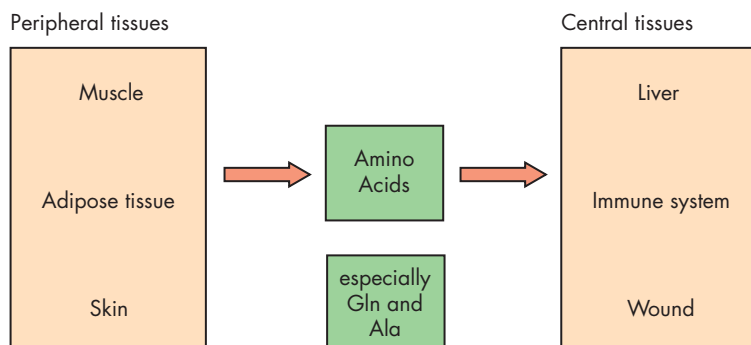 Peripheral tissues
Muscle
Adipose tissue
Skin
Amino
Acids
especially
Gln and
Ala
Central tissues
Liver
Immune system
Wound